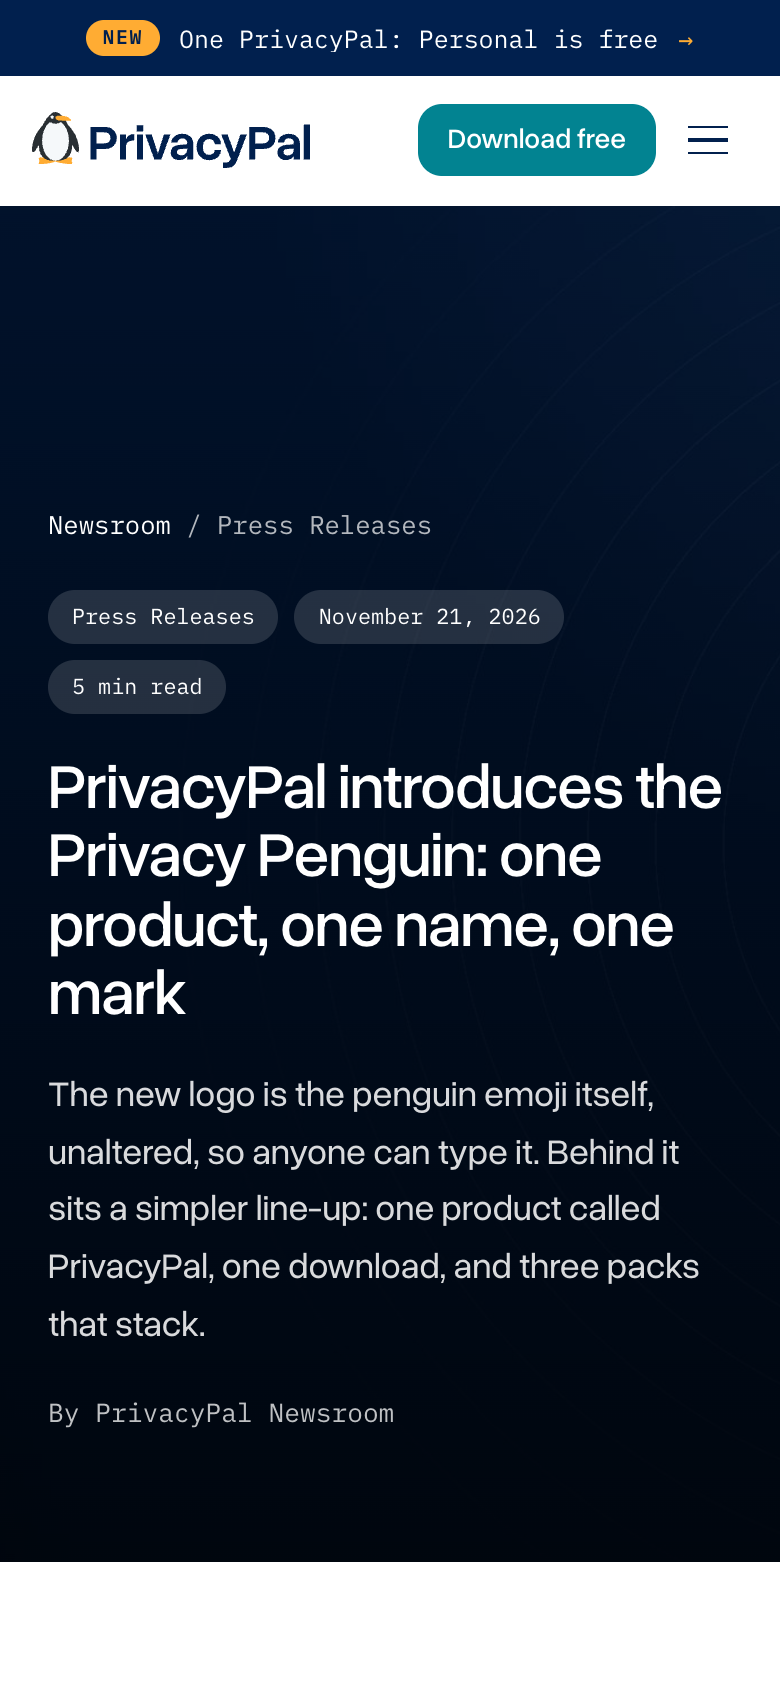 NEW One PrivacyPal: Personal is free →
PrivacyPal
Download free
Newsroom / Press Releases
Press Releases
November 21, 2026
5 min read
PrivacyPal introduces the
Privacy Penguin: one
product, one name, one
mark
The new logo is the penguin emoji itself,
unaltered, so anyone can type it. Behind it
sits a simpler line-up: one product called
PrivacyPal, one download, and three packs
that stack.
By PrivacyPal Newsroom